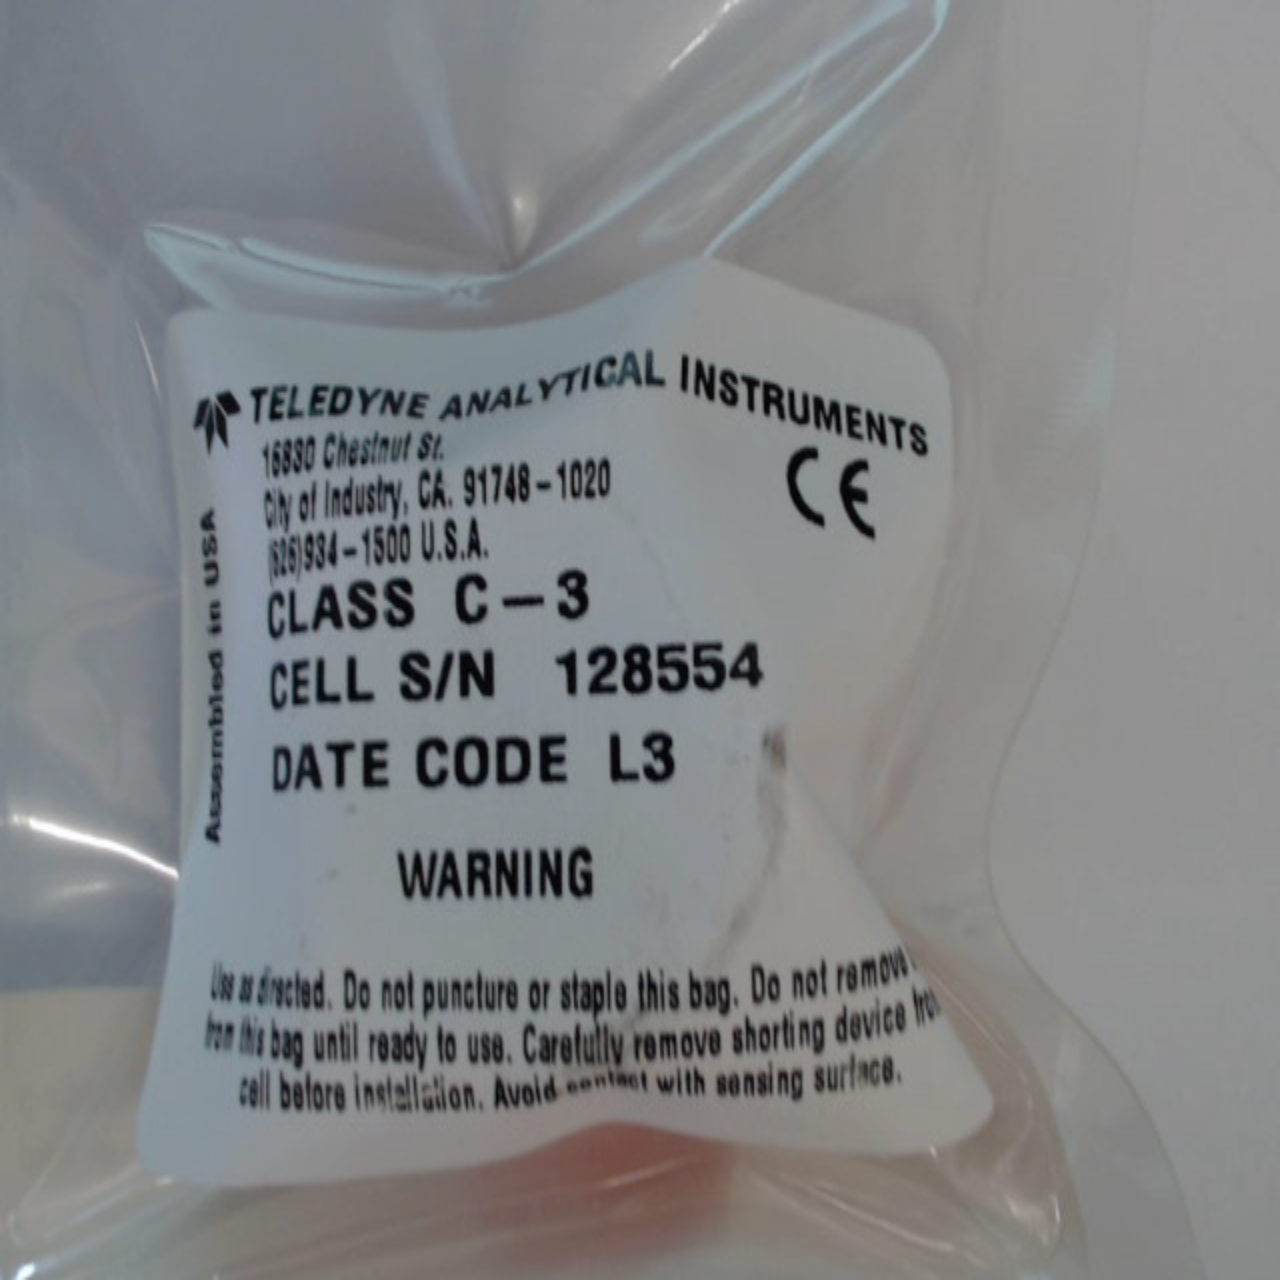 TELEDYNE ANALYTICAL INSTRUMENTS
16830 Chestnut St.
City of Industry, CA. 91748-1020
(626)934-1500 U.S.A.
CE
CLASS C-3
CELL S/N 128554
DATE CODE L3
Assembled in USA
WARNING
Use as directed. Do not puncture or staple this bag. Do not remove
from this bag until ready to use. Carefully remove shorting device from
cell before installation. Avoid contact with sensing surface.